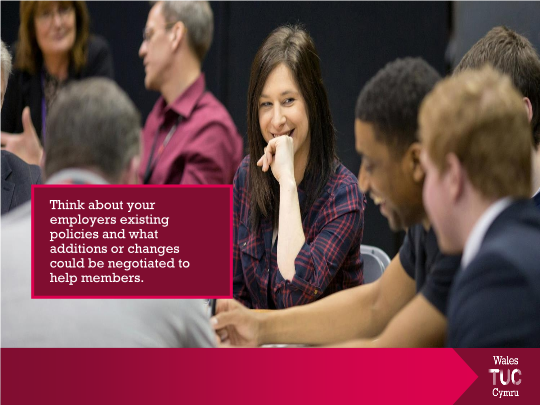 Think about your
employers existing
policies and what
additions or changes
could be negotiated to
help members.
Wales
TUC
Cymru